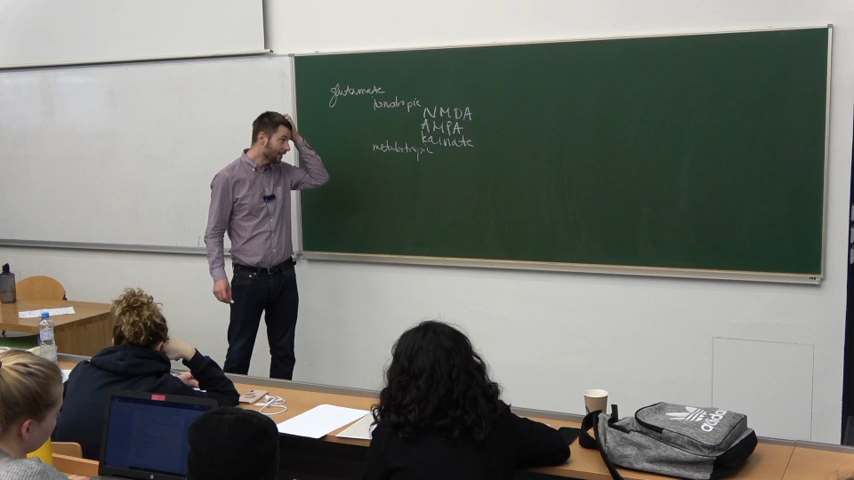 glutamate
ionotropic
NMDA
AMPA
kainate
metabotropic
adidas